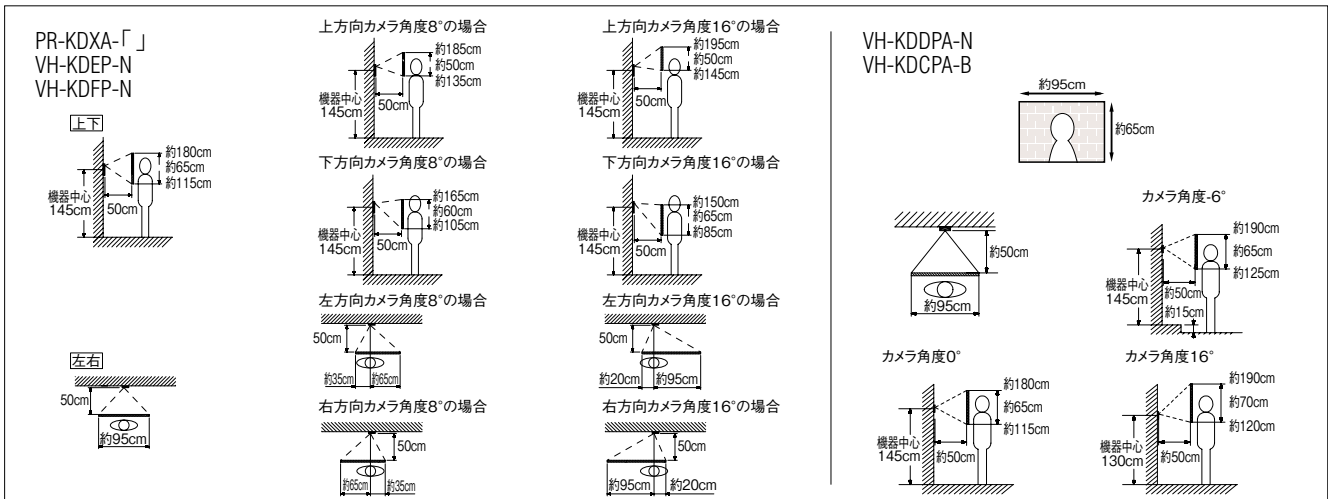 PR-KDXA-「 」
VH-KDEP-N
VH-KDFP-N
上下
約180cm
約65cm
約115cm
機器中心
145cm
50cm
左右
50cm
約95cm
上方向カメラ角度8°の場合
約185cm
約50cm
約135cm
機器中心
145cm
50cm
上方向カメラ角度16°の場合
約195cm
約50cm
約145cm
機器中心
145cm
50cm
下方向カメラ角度8°の場合
約165cm
約60cm
約105cm
機器中心
145cm
50cm
下方向カメラ角度16°の場合
約150cm
約65cm
約85cm
機器中心
145cm
50cm
左方向カメラ角度8°の場合
50cm
約35cm
約65cm
左方向カメラ角度16°の場合
50cm
約20cm
約95cm
右方向カメラ角度8°の場合
50cm
約65cm
約35cm
右方向カメラ角度16°の場合
50cm
約95cm
約20cm
VH-KDDPA-N
VH-KDCPA-B
約95cm
約65cm
約50cm
約95cm
カメラ角度-6°
約190cm
約65cm
約125cm
機器中心
145cm
約50cm
約15cm
カメラ角度0°
約180cm
約65cm
約115cm
機器中心
145cm
約50cm
カメラ角度16°
約190cm
約70cm
約120cm
機器中心
130cm
約50cm